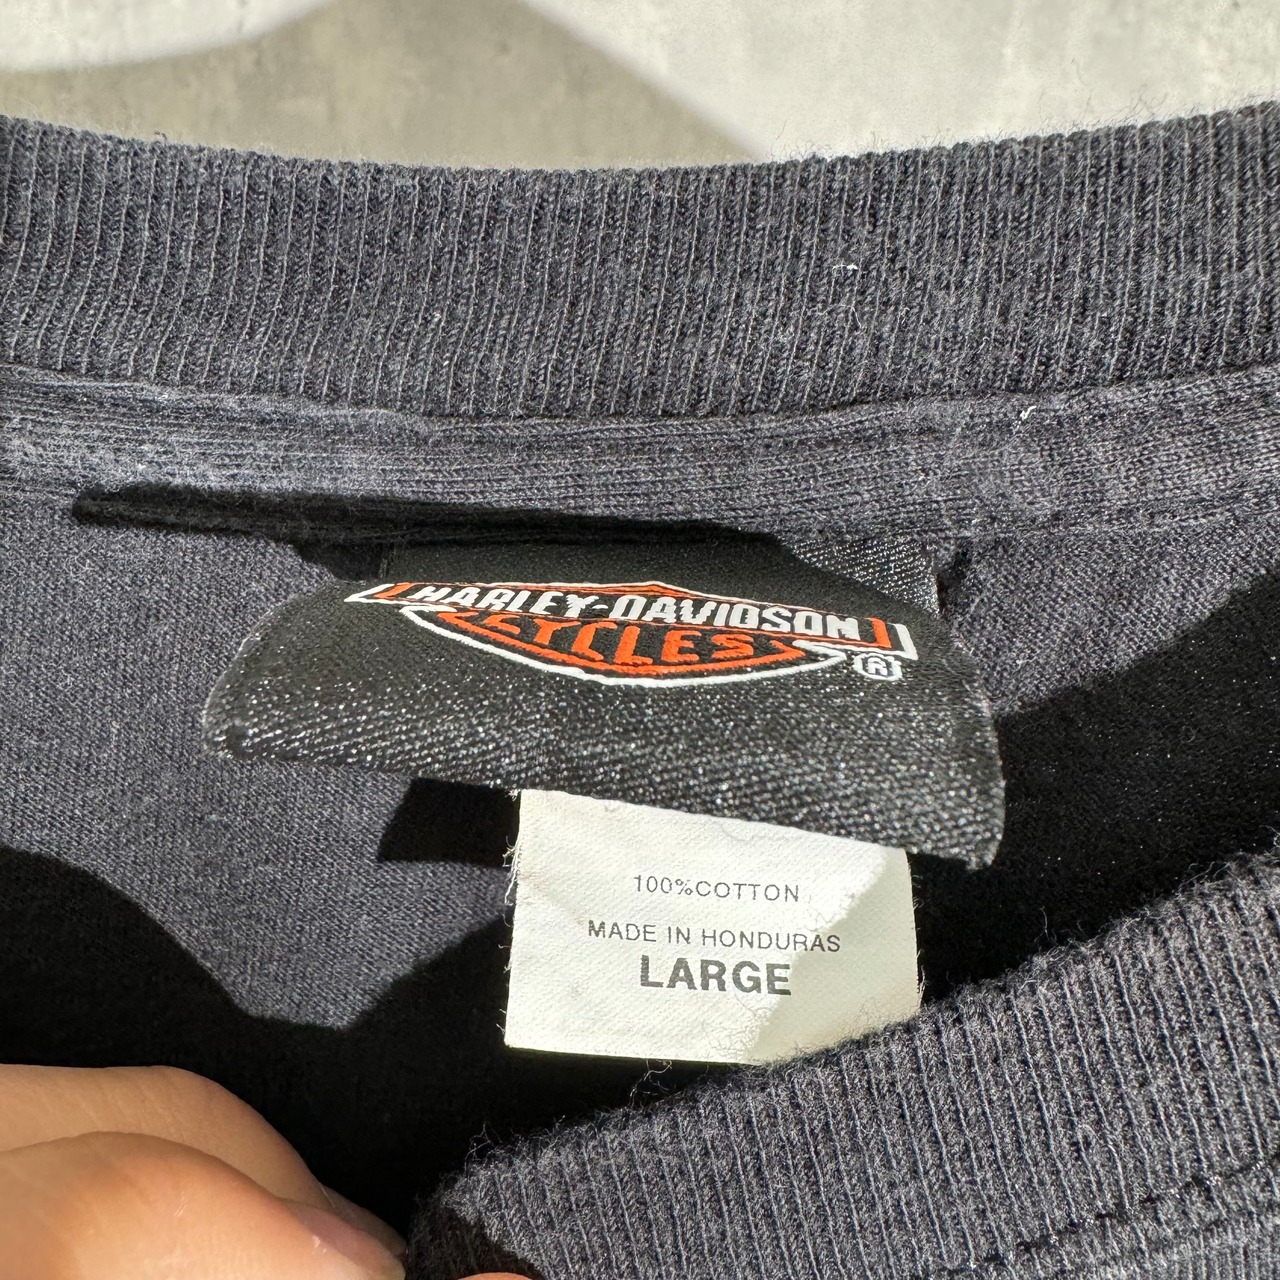 HARLEY-DAVIDSON
CYCLES
®
100%COTTON
MADE IN HONDURAS
LARGE